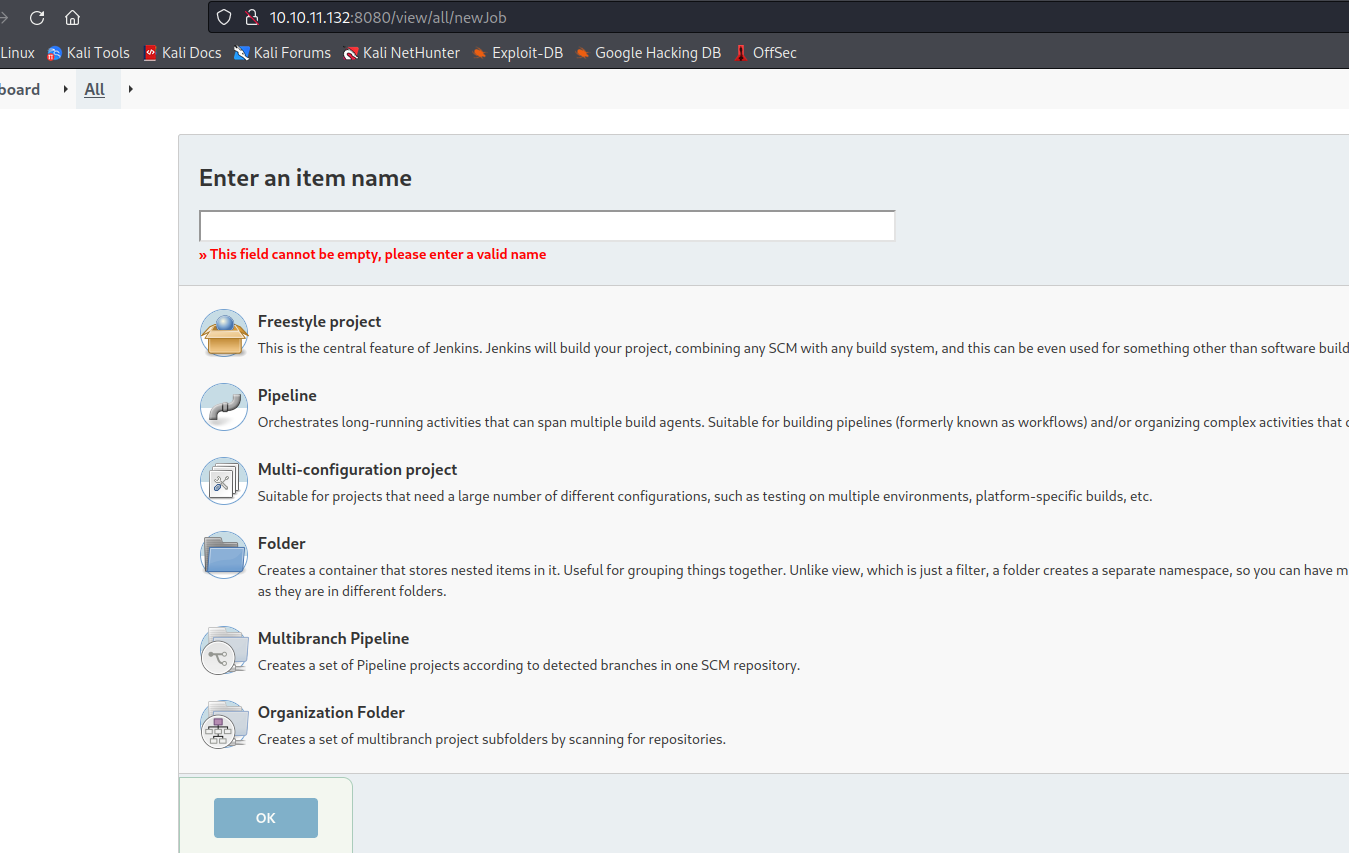 10.10.11.132:8080/view/all/newJob
Linux Kali Tools Kali Docs Kali Forums Kali NetHunter Exploit-DB Google Hacking DB OffSec
board All
Enter an item name
» This field cannot be empty, please enter a valid name
Freestyle project
This is the central feature of Jenkins. Jenkins will build your project, combining any SCM with any build system, and this can be even used for something other than software build
Pipeline
Orchestrates long-running activities that can span multiple build agents. Suitable for building pipelines (formerly known as workflows) and/or organizing complex activities that
Multi-configuration project
Suitable for projects that need a large number of different configurations, such as testing on multiple environments, platform-specific builds, etc.
Folder
Creates a container that stores nested items in it. Useful for grouping things together. Unlike view, which is just a filter, a folder creates a separate namespace, so you can have m
as they are in different folders.
Multibranch Pipeline
Creates a set of Pipeline projects according to detected branches in one SCM repository.
Organization Folder
Creates a set of multibranch project subfolders by scanning for repositories.
OK